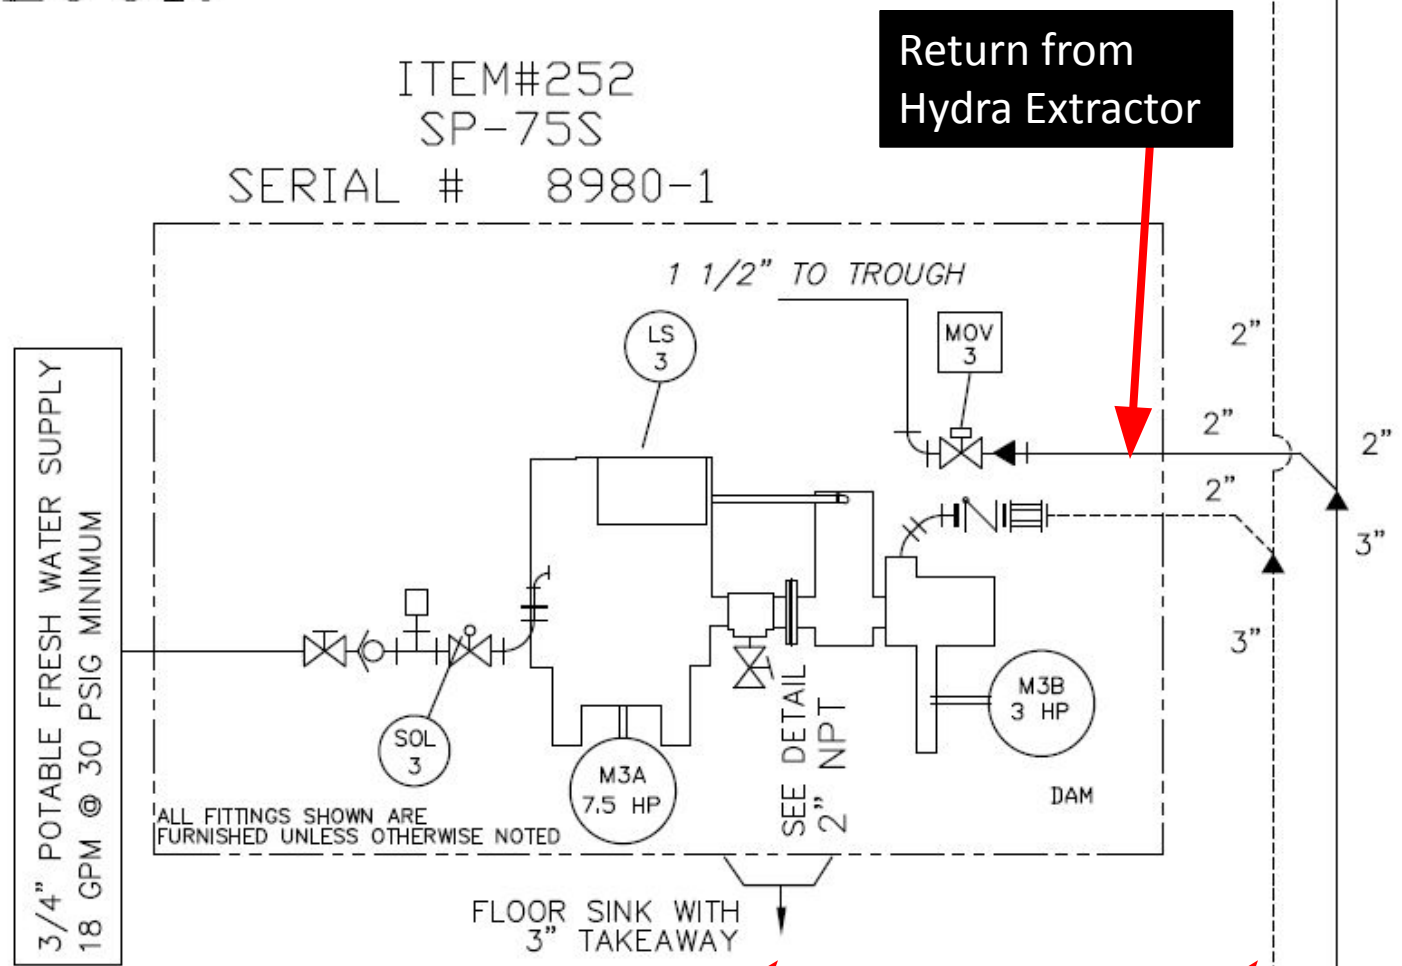 Return from
Hydra Extractor
ITEM#252
SP-75S
SERIAL # 8980-1
1 1/2" TO TROUGH
LS
3
MOV
3
2"
2"
2"
2"
3"
3"
3/4" POTABLE FRESH WATER SUPPLY
18 GPM @ 30 PSIG MINIMUM
SOL
3
M3A
7.5 HP
SEE DETAIL
2" NPT
M3B
3 HP
DAM
ALL FITTINGS SHOWN ARE
FURNISHED UNLESS OTHERWISE NOTED
FLOOR SINK WITH
3" TAKEAWAY